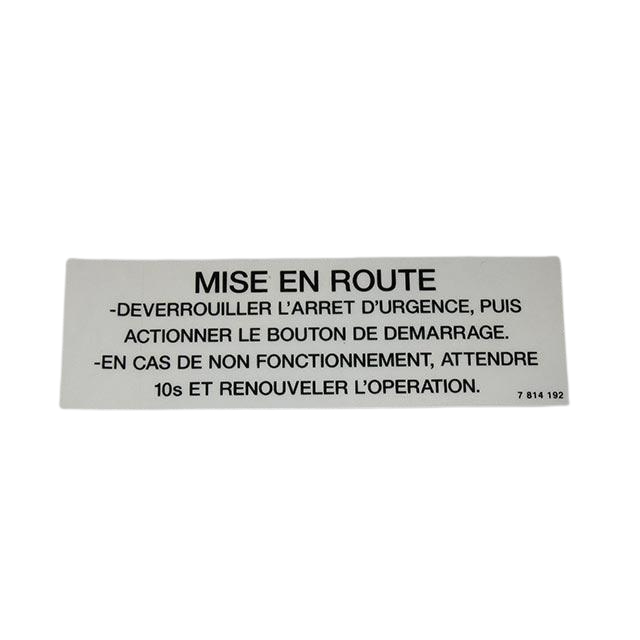 MISE EN ROUTE
-DEVERROUILLER L'ARRET D'URGENCE, PUIS
ACTIONNER LE BOUTON DE DEMARRAGE.
-EN CAS DE NON FONCTIONNEMENT, ATTENDRE
10s ET RENOUVELER L'OPERATION.
7 814 192